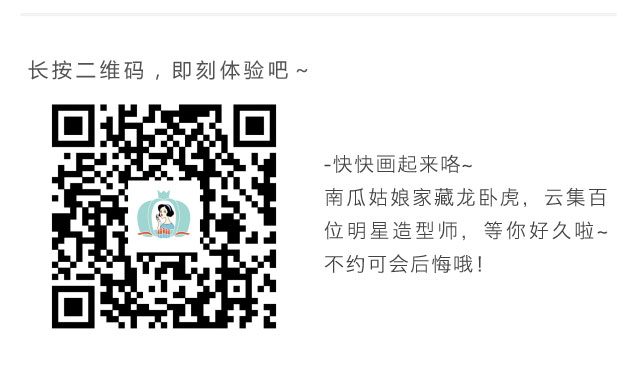 长按二维码，即刻体验吧～
-快快画起来咯~
南瓜姑娘家藏龙卧虎，云集百
位明星造型师，等你好久啦~
不约可会后悔哦！